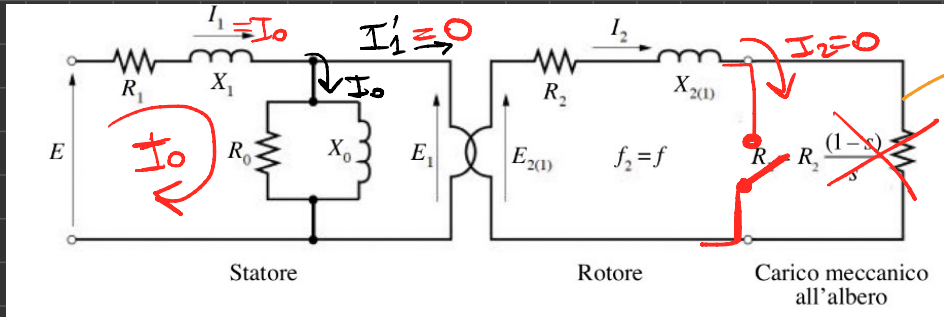 I₁ = I₀
I₁' = 0
I₂
I₂ = 0
R₁
X₁
I₀
R₂
X₂₍₁₎
E
I₀
R₀
X₀
E₁
E₂₍₁₎
f₂ = f
R₂ (1 – s) / s
Statore
Rotore
Carico meccanico
all'albero